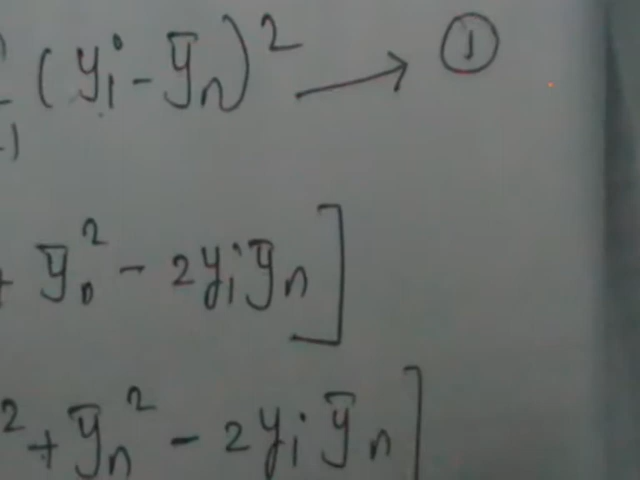 (yᵢ - ȳₙ)² → ①
+ ȳₙ² - 2yᵢȳₙ]
² + ȳₙ² - 2yᵢȳₙ]